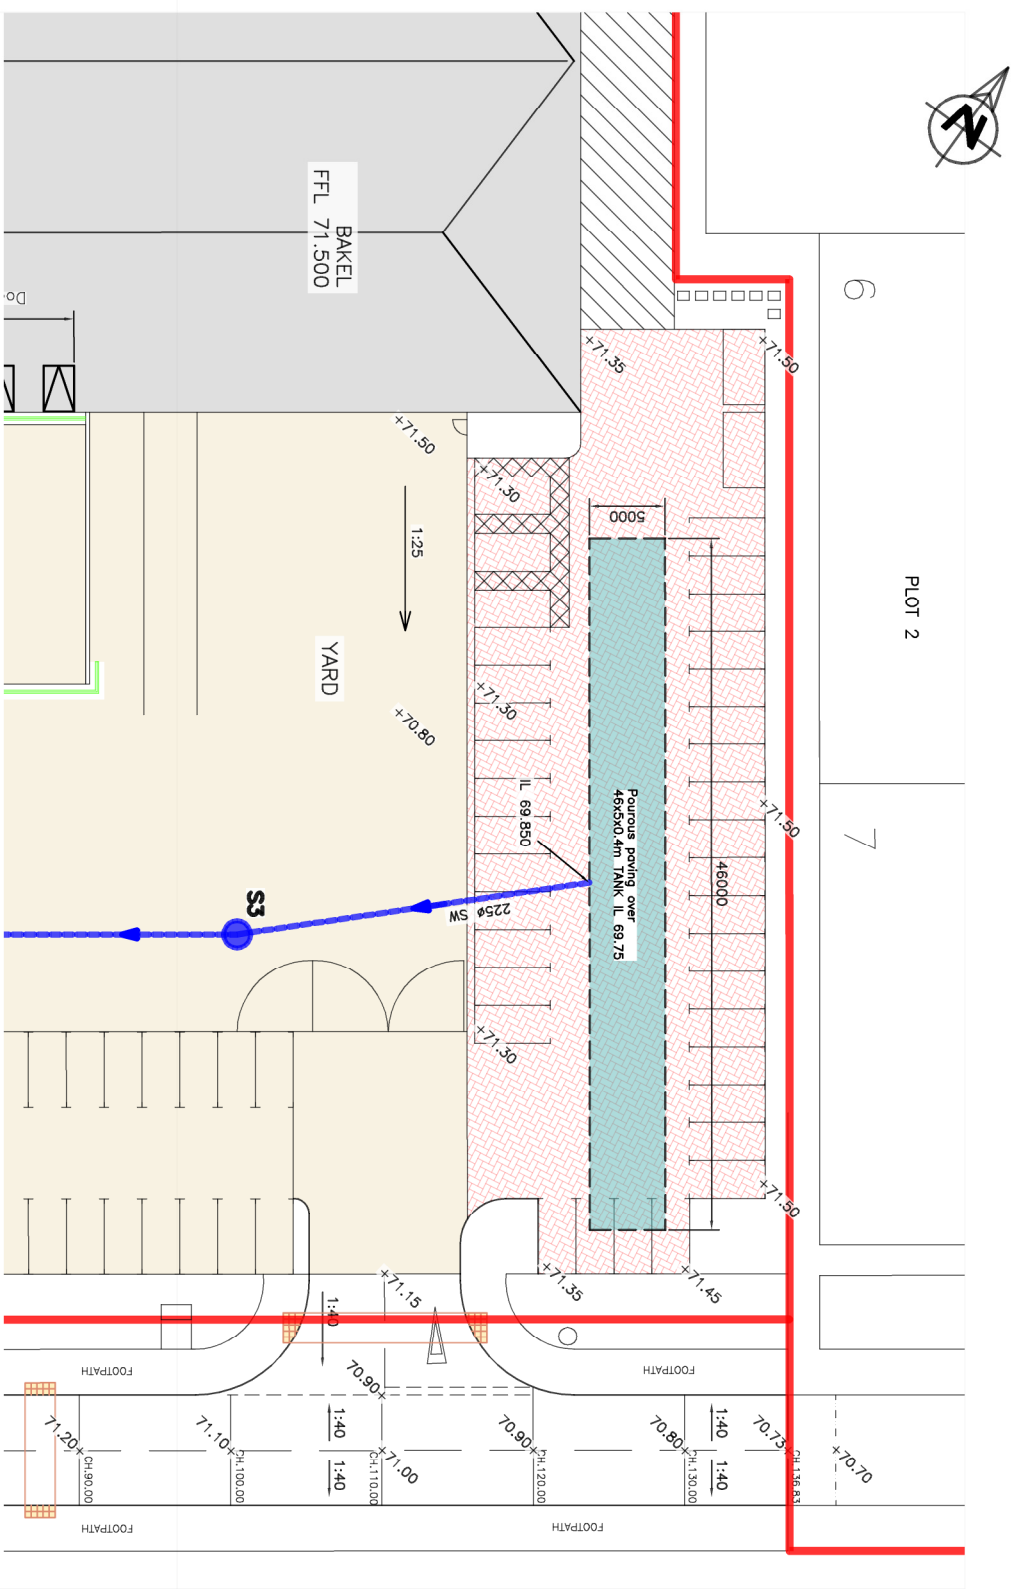 N
BAKEL
FFL 71.500
6
+71.35
+71.50
+71.50
+71.30
5000
1:25
PLOT 2
YARD
+71.30
+70.80
IL 69.850
Pourous paving over
46x5x0.4m TANK IL 69.75
46000
+71.50
7
S3
225ø SW
+71.30
+71.50
+71.15
+71.35
+71.45
1:40
FOOTPATH
FOOTPATH
70.90+
1:40
1:40
1:40
1:40
71.20+
71.10+
+71.00
70.90+
70.80+
70.73+
+70.70
CH.90.00
CH.100.00
CH.110.00
CH.120.00
CH.130.00
CH.136.83
FOOTPATH
FOOTPATH